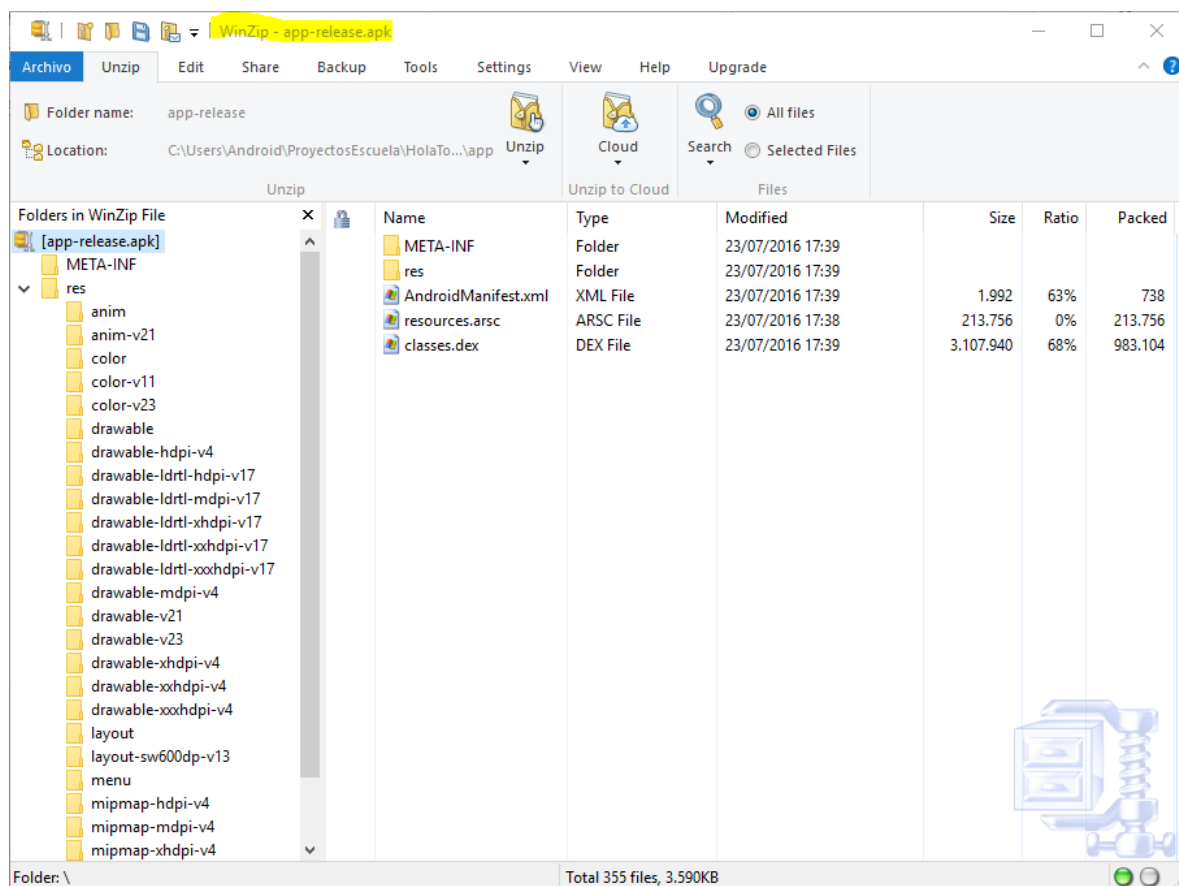 WinZip - app-release.apk
Archivo Unzip Edit Share Backup Tools Settings View Help Upgrade
Folder name: app-release
Location: C:\Users\Android\ProyectosEscuela\HolaTo...\app
Unzip
Cloud
Search
All files
Selected Files
Unzip
Unzip to Cloud
Files
Folders in WinZip File
[app-release.apk]
META-INF
res
anim
anim-v21
color
color-v11
color-v23
drawable
drawable-hdpi-v4
drawable-ldrtl-hdpi-v17
drawable-ldrtl-mdpi-v17
drawable-ldrtl-xhdpi-v17
drawable-ldrtl-xxhdpi-v17
drawable-ldrtl-xxxhdpi-v17
drawable-mdpi-v4
drawable-v21
drawable-v23
drawable-xhdpi-v4
drawable-xxhdpi-v4
drawable-xxxhdpi-v4
layout
layout-sw600dp-v13
menu
mipmap-hdpi-v4
mipmap-mdpi-v4
mipmap-xhdpi-v4
Name Type Modified Size Ratio Packed
META-INF Folder 23/07/2016 17:39
res Folder 23/07/2016 17:39
AndroidManifest.xml XML File 23/07/2016 17:39 1.992 63% 738
resources.arsc ARSC File 23/07/2016 17:38 213.756 0% 213.756
classes.dex DEX File 23/07/2016 17:39 3.107.940 68% 983.104
Folder: \
Total 355 files, 3.590KB